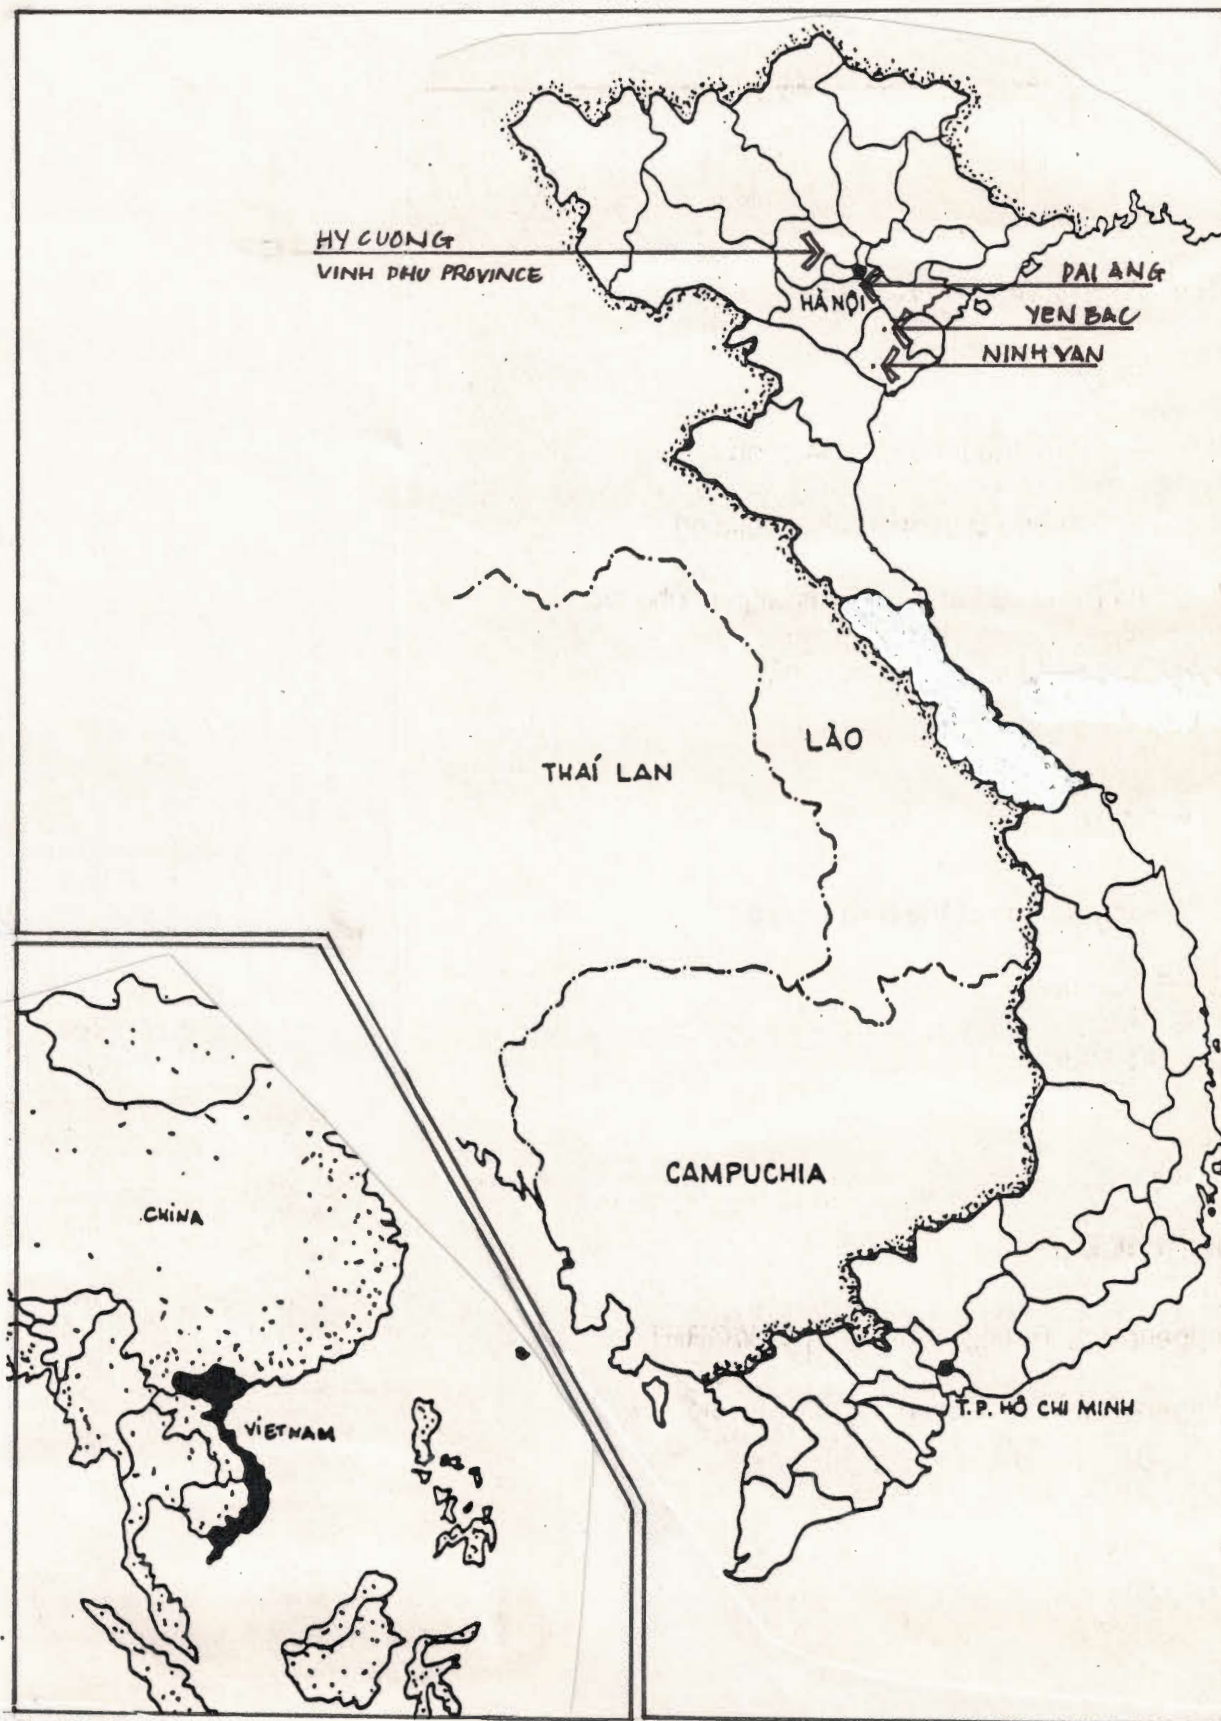 HY CUONG
VINH PHU PROVINCE
HÀ NỘI
DAI ANG
YEN BAC
NINH VAN
LÀO
THAÍ LAN
CAMPUCHIA
T.P. HỒ CHI MINH
CHINA
VIETNAM